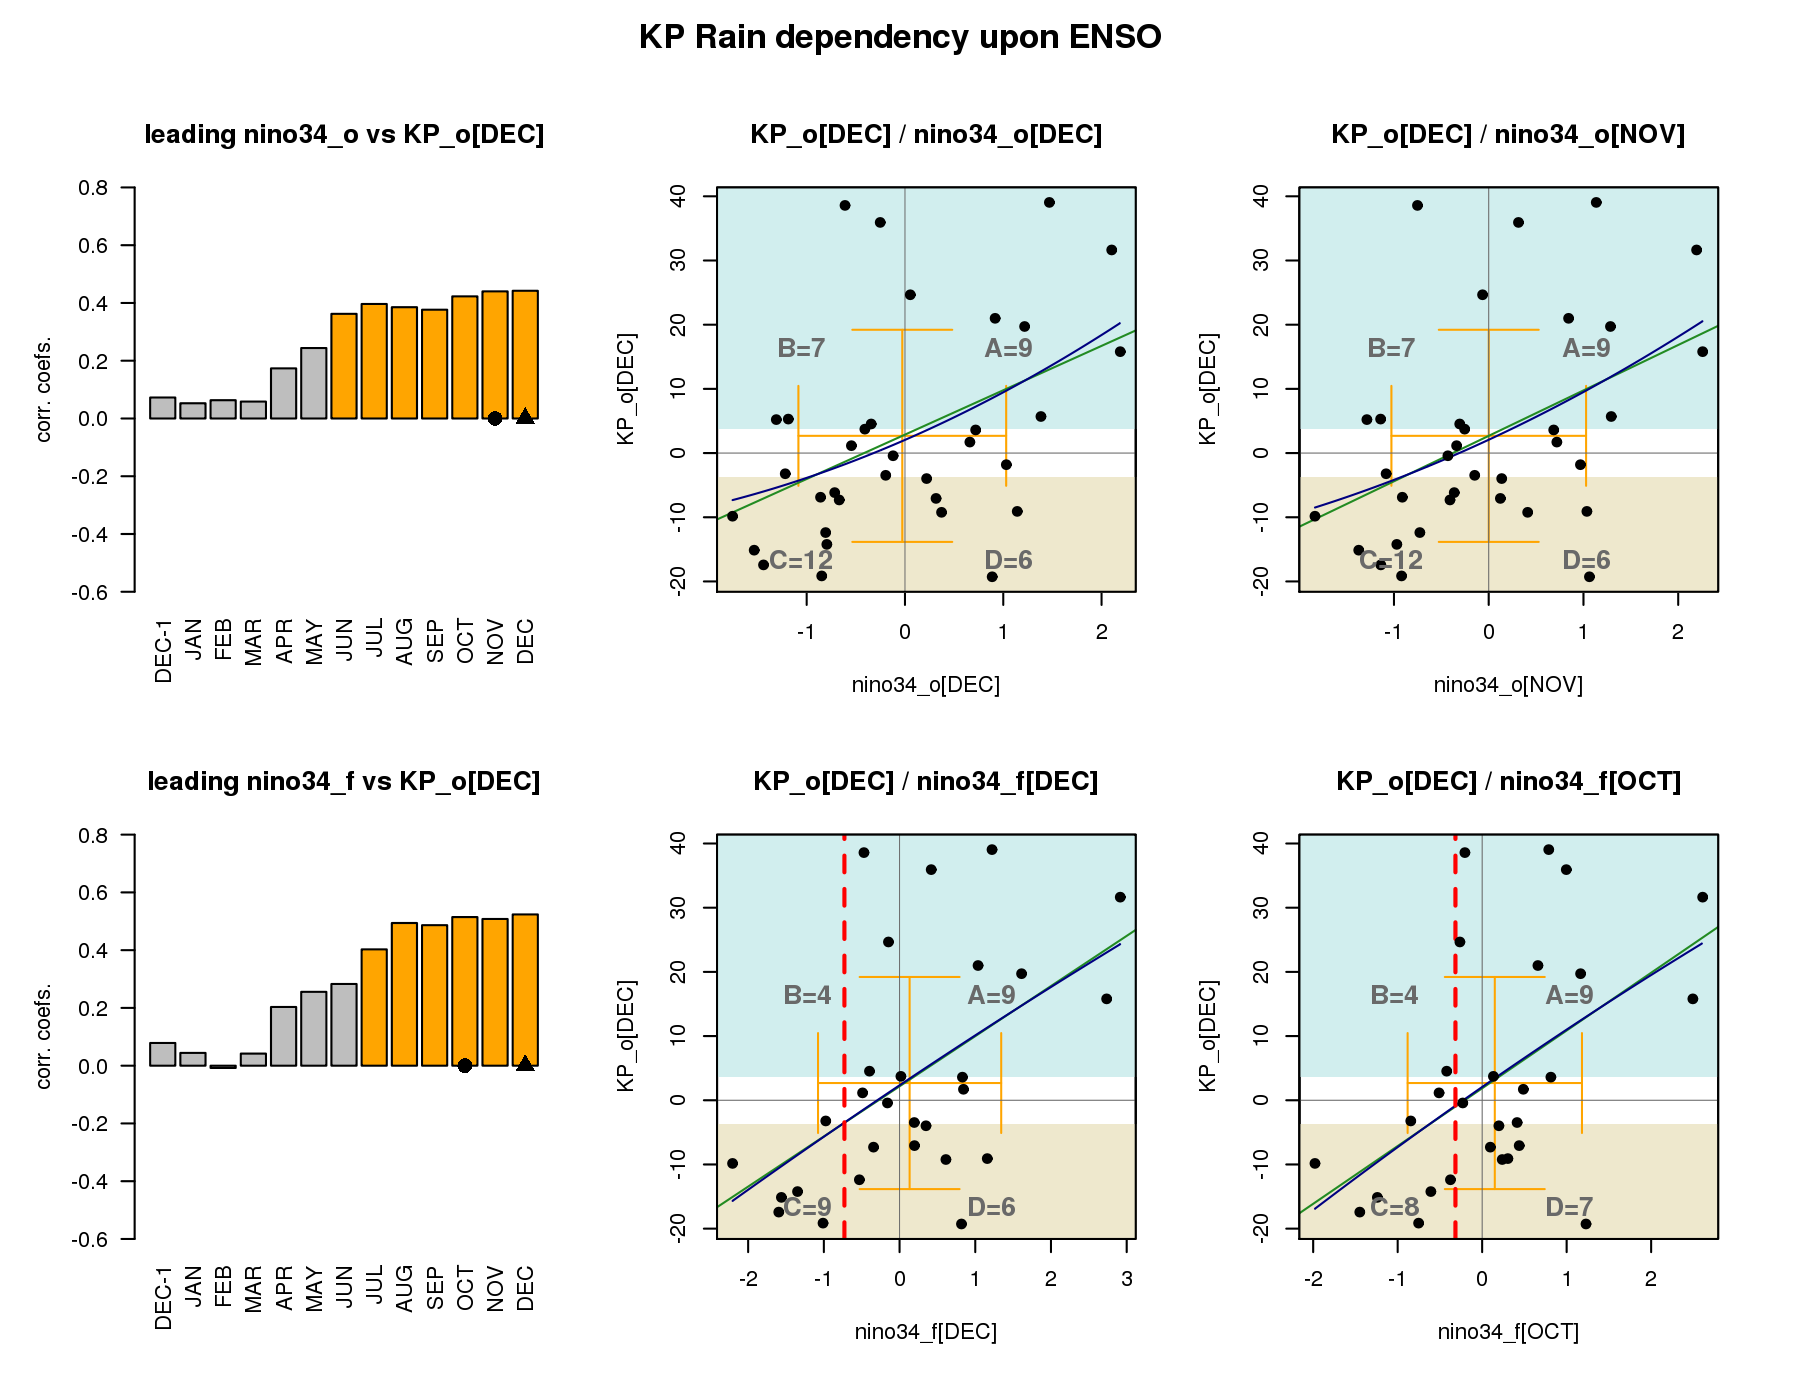 KP Rain dependency upon ENSO
leading nino34_o vs KP_o[DEC]
corr. coefs.
0.8
0.6
0.4
0.2
0.0
-0.2
-0.4
-0.6
DEC-1
JAN
FEB
MAR
APR
MAY
JUN
JUL
AUG
SEP
OCT
NOV
DEC
KP_o[DEC] / nino34_o[DEC]
KP_o[DEC]
40
30
20
10
0
-10
-20
B=7
A=9
C=12
D=6
-1
0
1
2
nino34_o[DEC]
KP_o[DEC] / nino34_o[NOV]
KP_o[DEC]
40
30
20
10
0
-10
-20
B=7
A=9
C=12
D=6
-1
0
1
2
nino34_o[NOV]
leading nino34_f vs KP_o[DEC]
corr. coefs.
0.8
0.6
0.4
0.2
0.0
-0.2
-0.4
-0.6
DEC-1
JAN
FEB
MAR
APR
MAY
JUN
JUL
AUG
SEP
OCT
NOV
DEC
KP_o[DEC] / nino34_f[DEC]
KP_o[DEC]
40
30
20
10
0
-10
-20
B=4
A=9
C=9
D=6
-2
-1
0
1
2
3
nino34_f[DEC]
KP_o[DEC] / nino34_f[OCT]
KP_o[DEC]
40
30
20
10
0
-10
-20
B=4
A=9
C=8
D=7
-2
-1
0
1
2
nino34_f[OCT]